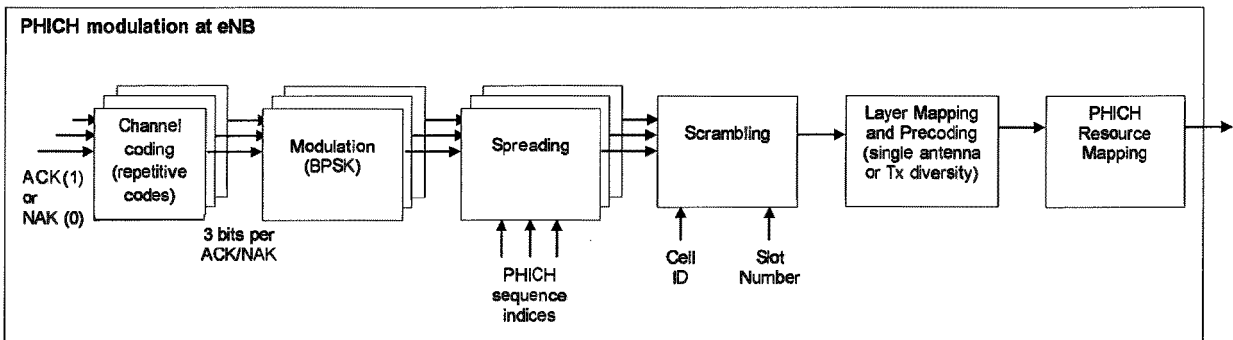 PHICH modulation at eNB
Channel
coding
(repetitive
codes)
ACK (1)
or
NAK (0)
3 bits per
ACK/NAK
Modulation
(BPSK)
Spreading
PHICH
sequence
indices
Scrambling
Cell
ID
Slot
Number
Layer Mapping
and Precoding
(single antenna
or Tx diversity)
PHICH
Resource
Mapping